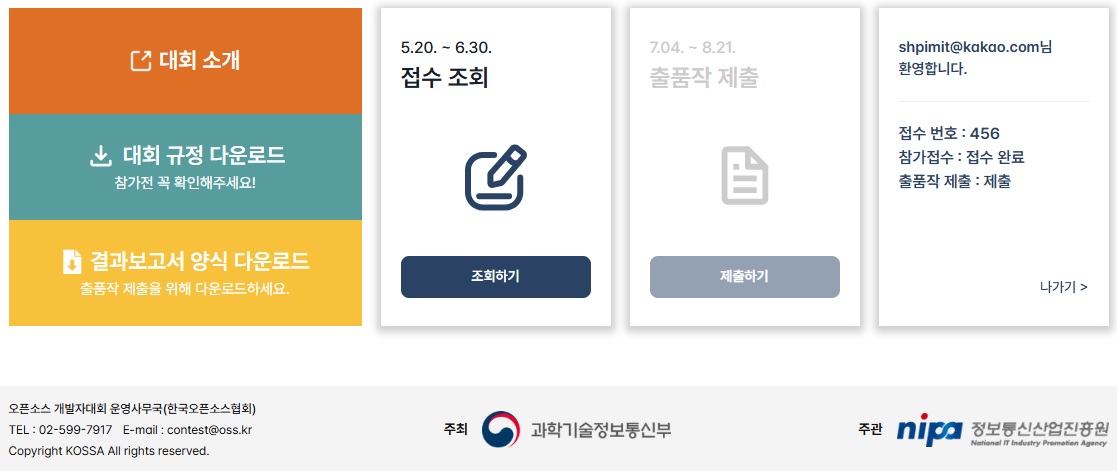 대회 소개
대회 규정 다운로드
참가전 꼭 확인해주세요!
결과보고서 양식 다운로드
출품작 제출을 위해 다운로드하세요.
5.20. ~ 6.30.
접수 조회
조회하기
7.04. ~ 8.21.
출품작 제출
제출하기
shpimit@kakao.com님
환영합니다.
접수 번호 : 456
참가접수 : 접수 완료
출품작 제출 : 제출
나가기 >
오픈소스 개발자대회 운영사무국(한국오픈소스협회)
TEL : 02-599-7917 E-mail : contest@oss.kr
Copyright KOSSA All rights reserved.
주최
과학기술정보통신부
주관
nipa 정보통신산업진흥원
National IT Industry Promotion Agency